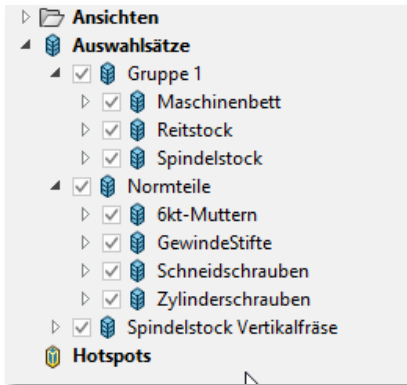 Ansichten
Auswahlsätze
Gruppe 1
Maschinenbett
Reitstock
Spindelstock
Normteile
6kt-Muttern
GewindeStifte
Schneidschrauben
Zylinderschrauben
Spindelstock Vertikalfräse
Hotspots